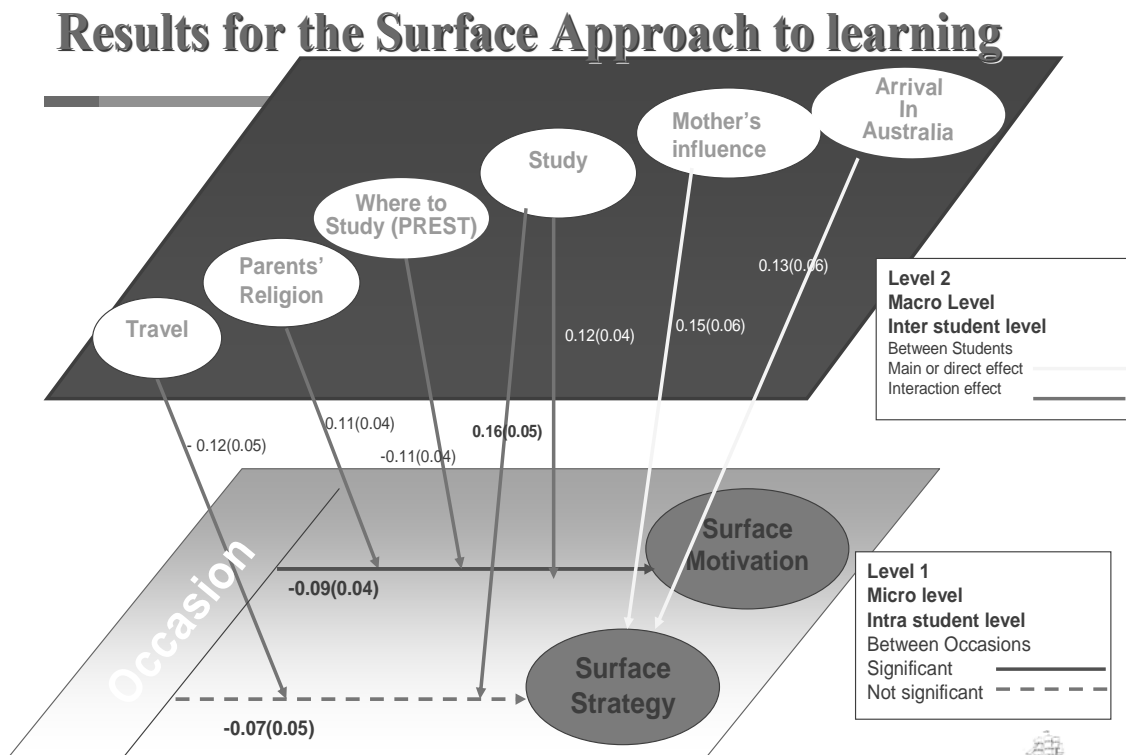 Results for the Surface Approach to learning
Arrival
In
Australia
Mother's
influence
Study
Where to
Study (PREST)
Parents'
Religion
Travel
0.13(0.06)
0.15(0.06)
0.12(0.04)
Level 2
Macro Level
Inter student level
Between Students
Main or direct effect
Interaction effect
0.11(0.04)
0.16(0.05)
- 0.12(0.05)
-0.11(0.04)
Occasion
Surface
Motivation
-0.09(0.04)
Surface
Strategy
-0.07(0.05)
Level 1
Micro level
Intra student level
Between Occasions
Significant
Not significant